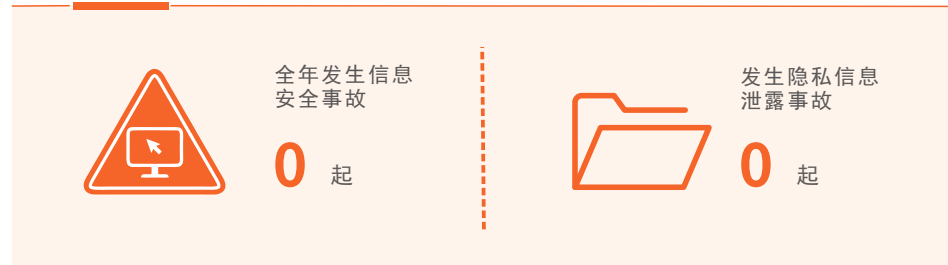 全年发生信息
安全事故
0 起
发生隐私信息
泄露事故
0 起